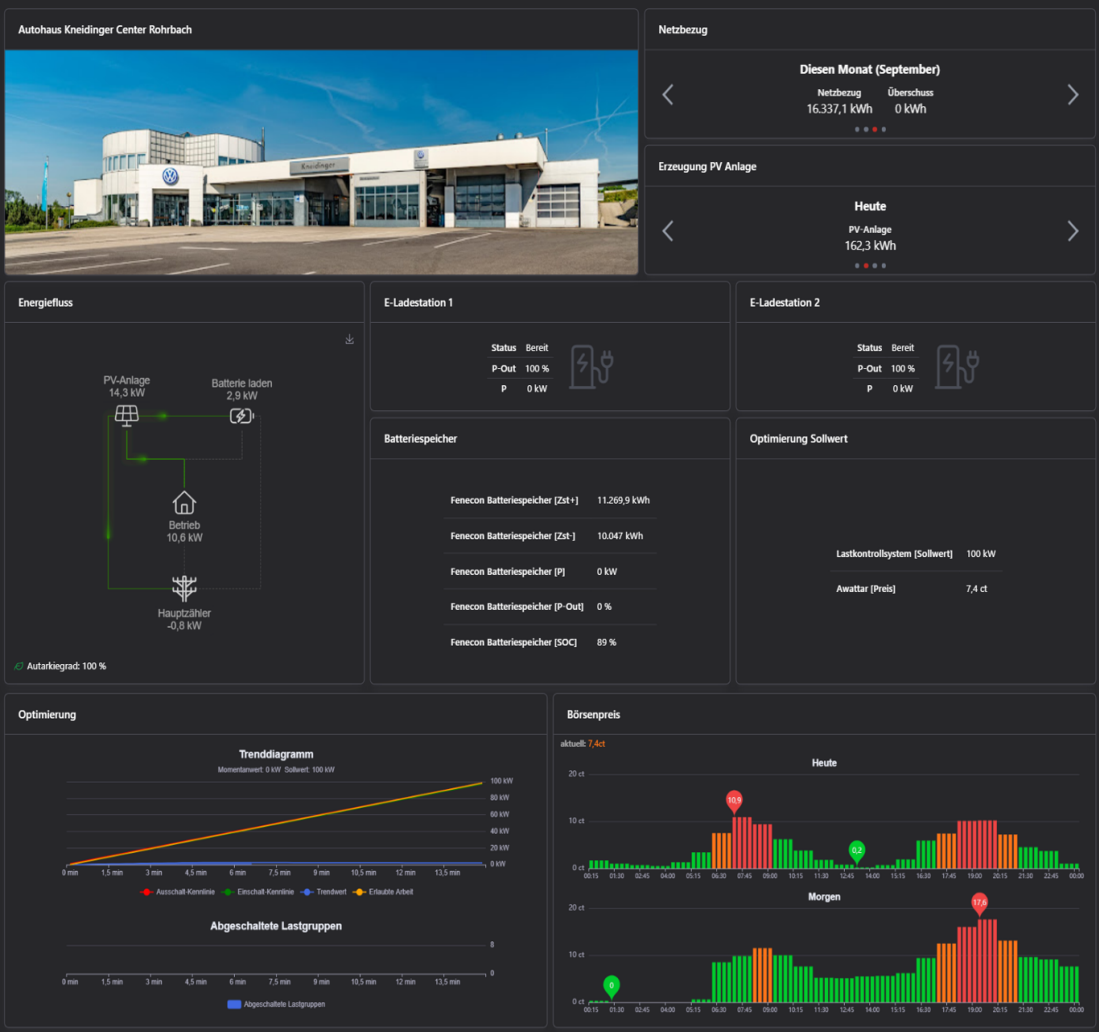 Autohaus Kneidinger Center Rohrbach
Kneidinger
Netzbezug
Diesen Monat (September)
Netzbezug Überschuss
16.337,1 kWh 0 kWh
Erzeugung PV Anlage
Heute
PV-Anlage
162,3 kWh
Energiefluss
PV-Anlage
14,3 kW
Batterie laden
2,9 kW
Betrieb
10,6 kW
Hauptzähler
-0,8 kW
Autarkiegrad: 100 %
E-Ladestation 1
Status Bereit
P-Out 100 %
P 0 kW
E-Ladestation 2
Status Bereit
P-Out 100 %
P 0 kW
Batteriespeicher
Fenecon Batteriespeicher [Zst+] 11.269,9 kWh
Fenecon Batteriespeicher [Zst-] 10.047 kWh
Fenecon Batteriespeicher [P] 0 kW
Fenecon Batteriespeicher [P-Out] 0 %
Fenecon Batteriespeicher [SOC] 89 %
Optimierung Sollwert
Lastkontrollsystem [Sollwert] 100 kW
Awattar [Preis] 7,4 ct
Optimierung
Trenddiagramm
Momentanwert: 0 kW Sollwert: 100 kW
100 kW
80 kW
60 kW
40 kW
20 kW
0 kW
0 min 1,5 min 3 min 4,5 min 6 min 7,5 min 9 min 10,5 min 12 min 13,5 min
Ausschalt-Kennlinie Einschalt-Kennlinie Trendwert Erlaubte Arbeit
Abgeschaltete Lastgruppen
8
0
0 min 1,5 min 3 min 4,5 min 6 min 7,5 min 9 min 10,5 min 12 min 13,5 min
Abgeschaltete Lastgruppen
Börsenpreis
aktuell: 7,4ct
Heute
20 ct
10,9
10 ct
0,2
0 ct
00:15 01:30 02:45 04:00 05:15 06:30 07:45 09:00 10:15 11:30 12:45 14:00 15:15 16:30 17:45 19:00 20:15 21:30 22:45 00:00
Morgen
20 ct
17,6
10 ct
0
0 ct
00:15 01:30 02:45 04:00 05:15 06:30 07:45 09:00 10:15 11:30 12:45 14:00 15:15 16:30 17:45 19:00 20:15 21:30 22:45 00:00